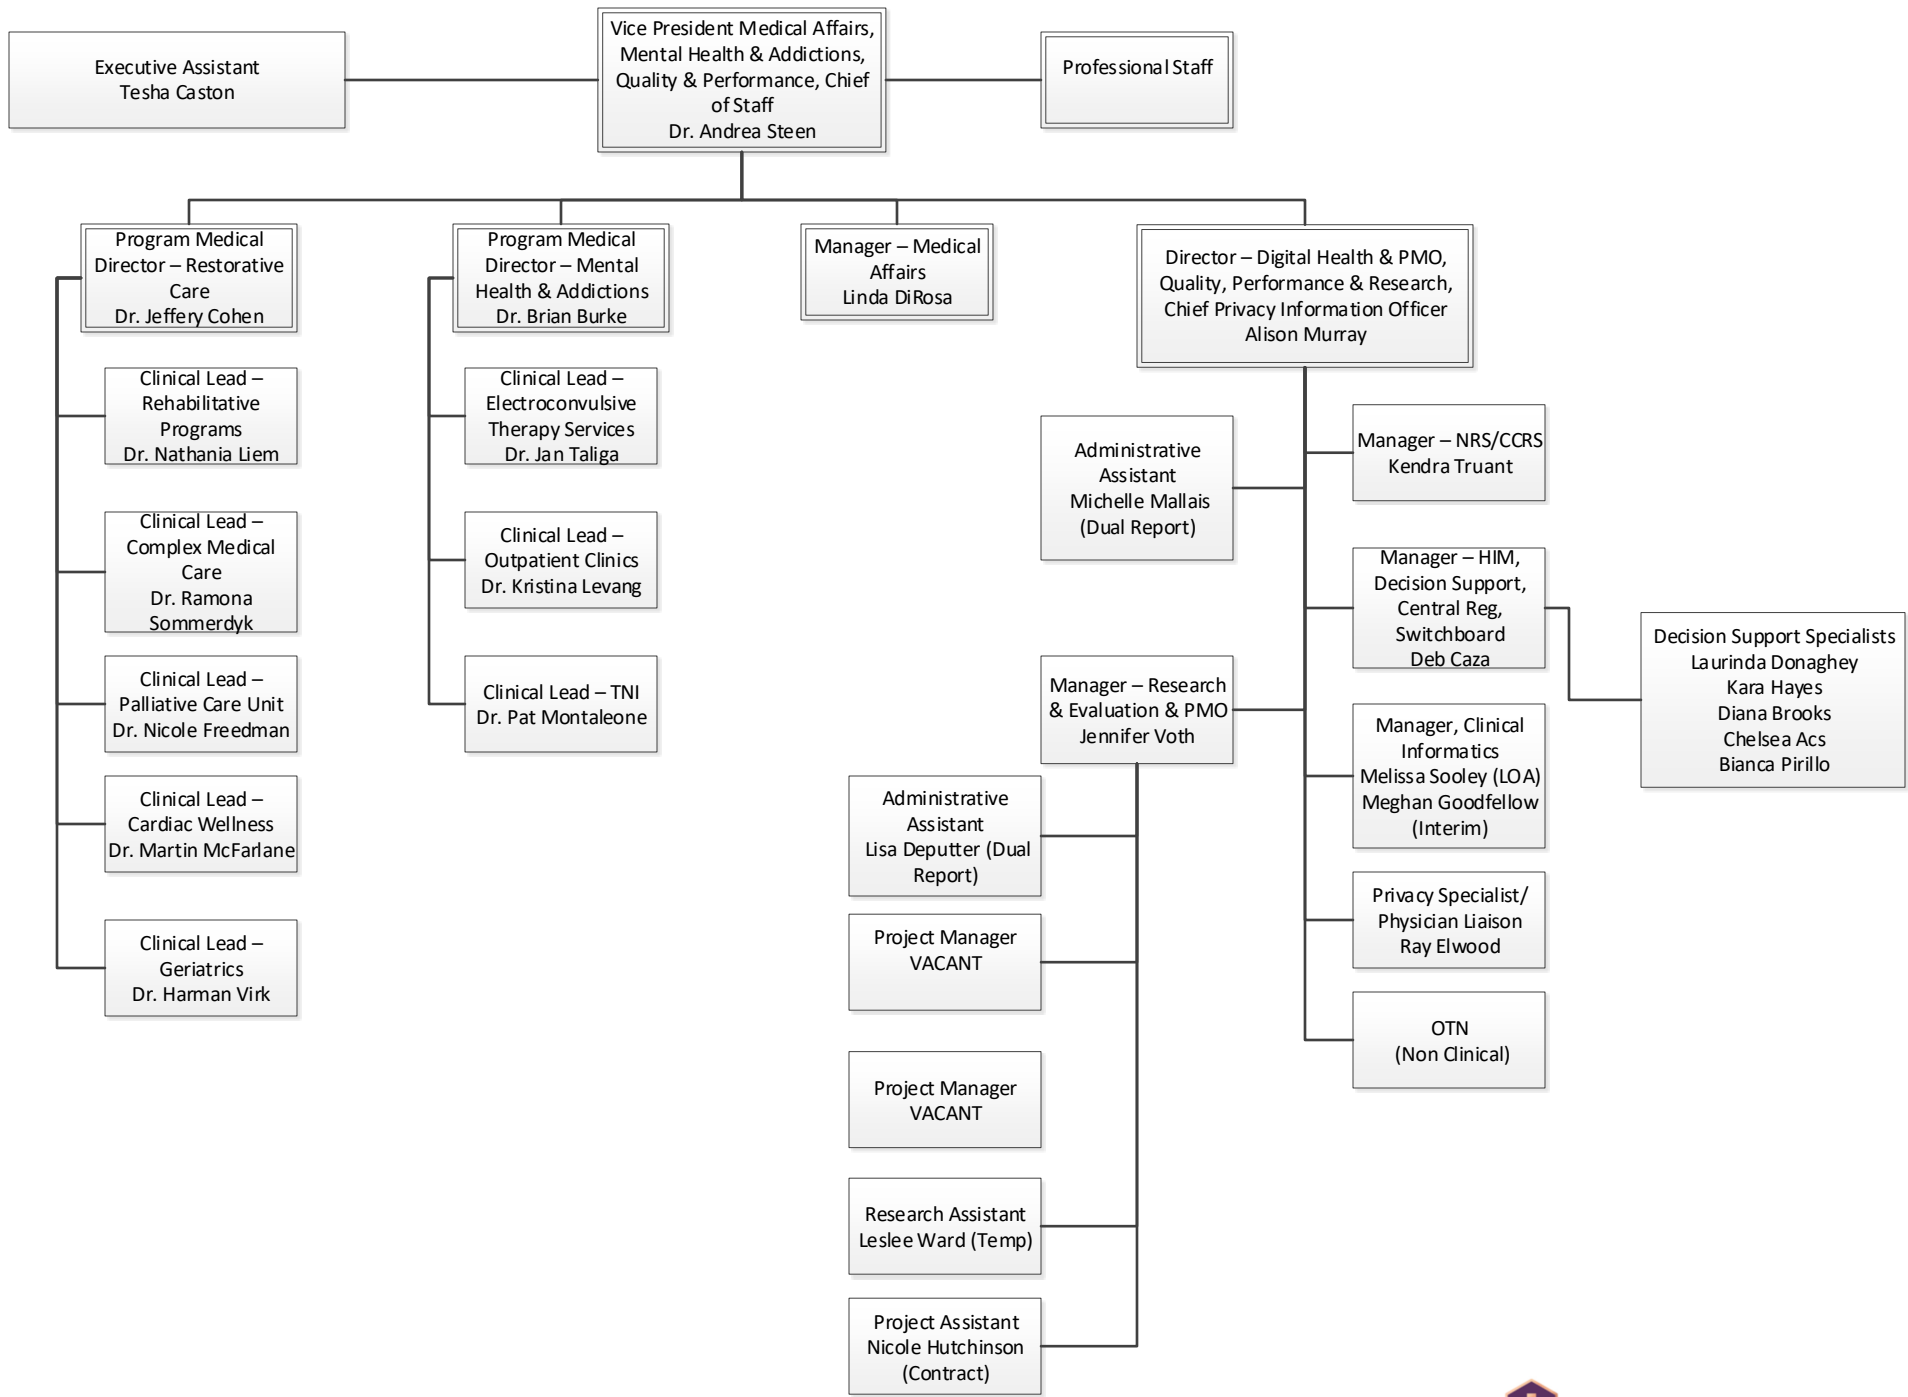 Executive Assistant
Tesha Caston
Vice President Medical Affairs,
Mental Health & Addictions,
Quality & Performance, Chief
of Staff
Dr. Andrea Steen
Professional Staff
Program Medical
Director – Restorative
Care
Dr. Jeffery Cohen
Clinical Lead –
Rehabilitative
Programs
Dr. Nathania Liem
Clinical Lead –
Complex Medical
Care
Dr. Ramona
Sommerdyk
Clinical Lead –
Palliative Care Unit
Dr. Nicole Freedman
Clinical Lead –
Cardiac Wellness
Dr. Martin McFarlane
Clinical Lead –
Geriatrics
Dr. Harman Virk
Program Medical
Director – Mental
Health & Addictions
Dr. Brian Burke
Clinical Lead –
Electroconvulsive
Therapy Services
Dr. Jan Taliga
Clinical Lead –
Outpatient Clinics
Dr. Kristina Levang
Clinical Lead – TNI
Dr. Pat Montaleone
Manager – Medical
Affairs
Linda DiRosa
Director – Digital Health & PMO,
Quality, Performance & Research,
Chief Privacy Information Officer
Alison Murray
Administrative
Assistant
Michelle Mallais
(Dual Report)
Manager – Research
& Evaluation & PMO
Jennifer Voth
Administrative
Assistant
Lisa Deputter (Dual
Report)
Project Manager
VACANT
Project Manager
VACANT
Research Assistant
Leslee Ward (Temp)
Project Assistant
Nicole Hutchinson
(Contract)
Manager – NRS/CCRS
Kendra Truant
Manager – HIM,
Decision Support,
Central Reg,
Switchboard
Deb Caza
Decision Support Specialists
Laurinda Donaghey
Kara Hayes
Diana Brooks
Chelsea Acs
Bianca Pirillo
Manager, Clinical
Informatics
Melissa Sooley (LOA)
Meghan Goodfellow
(Interim)
Privacy Specialist/
Physician Liaison
Ray Elwood
OTN
(Non Clinical)